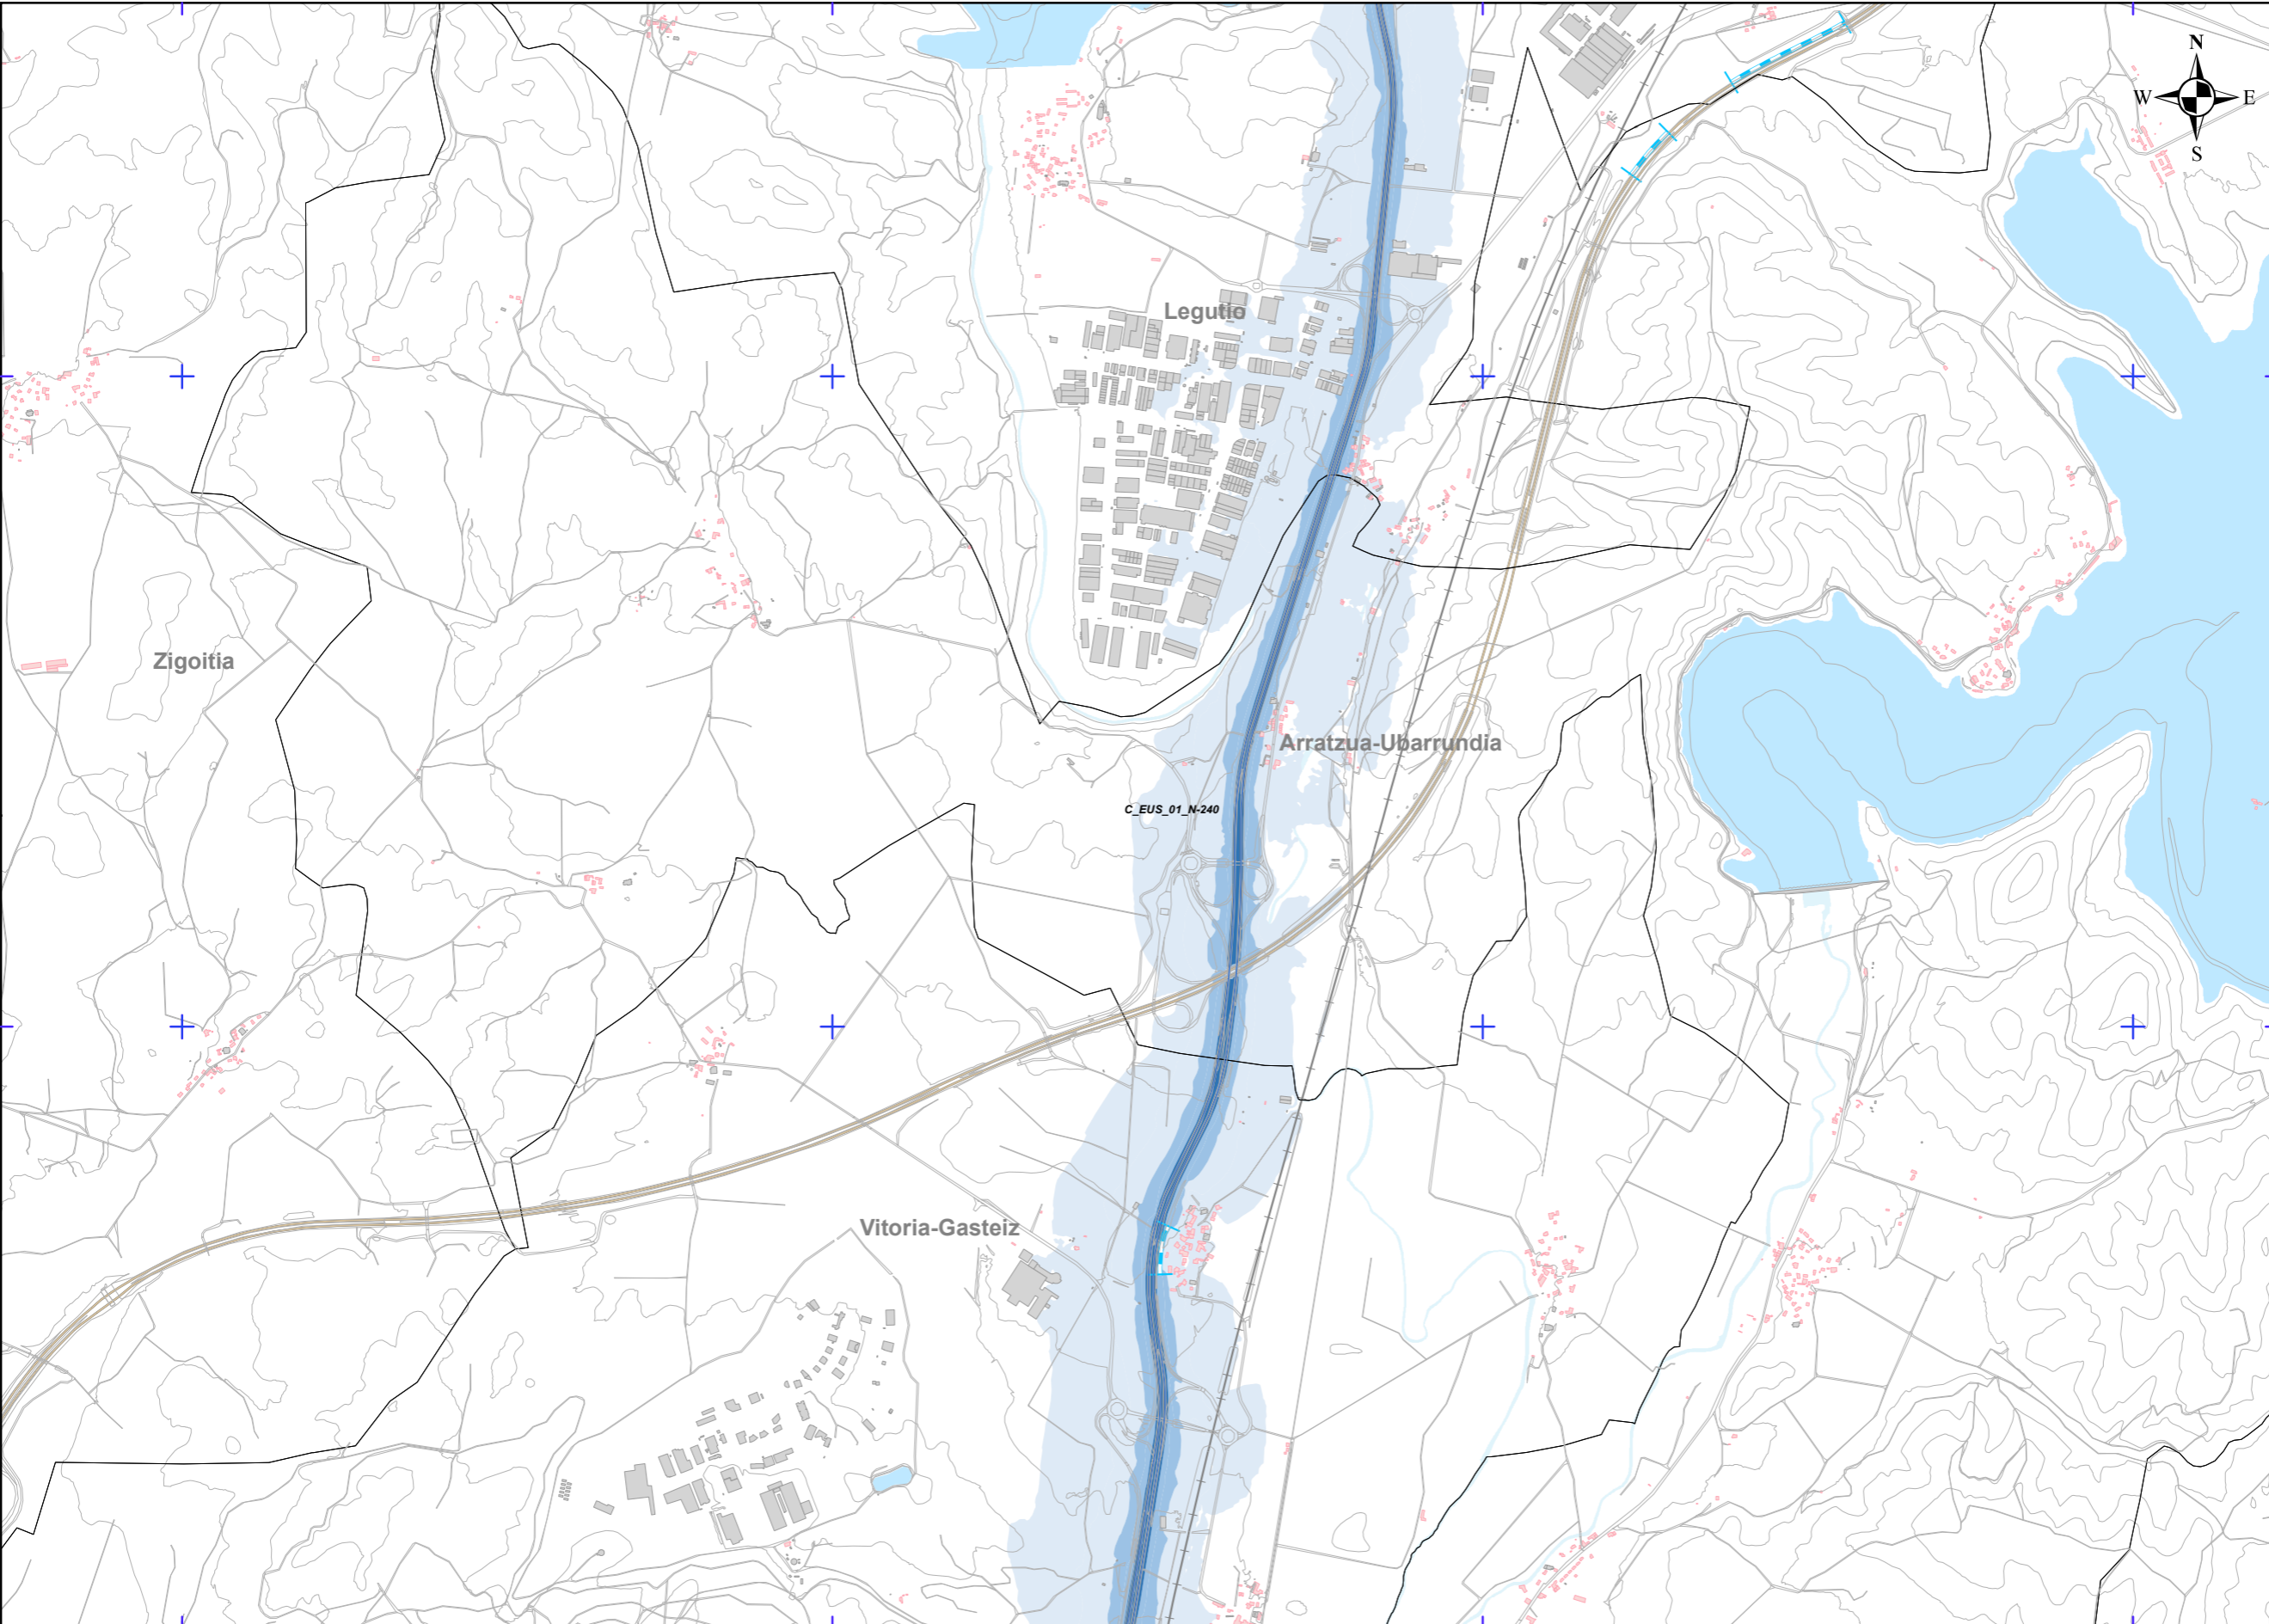 N
W E
S
Legutio
Zigoitia
Arratzua-Ubarrundia
C_EUS_01_N-240
Vitoria-Gasteiz